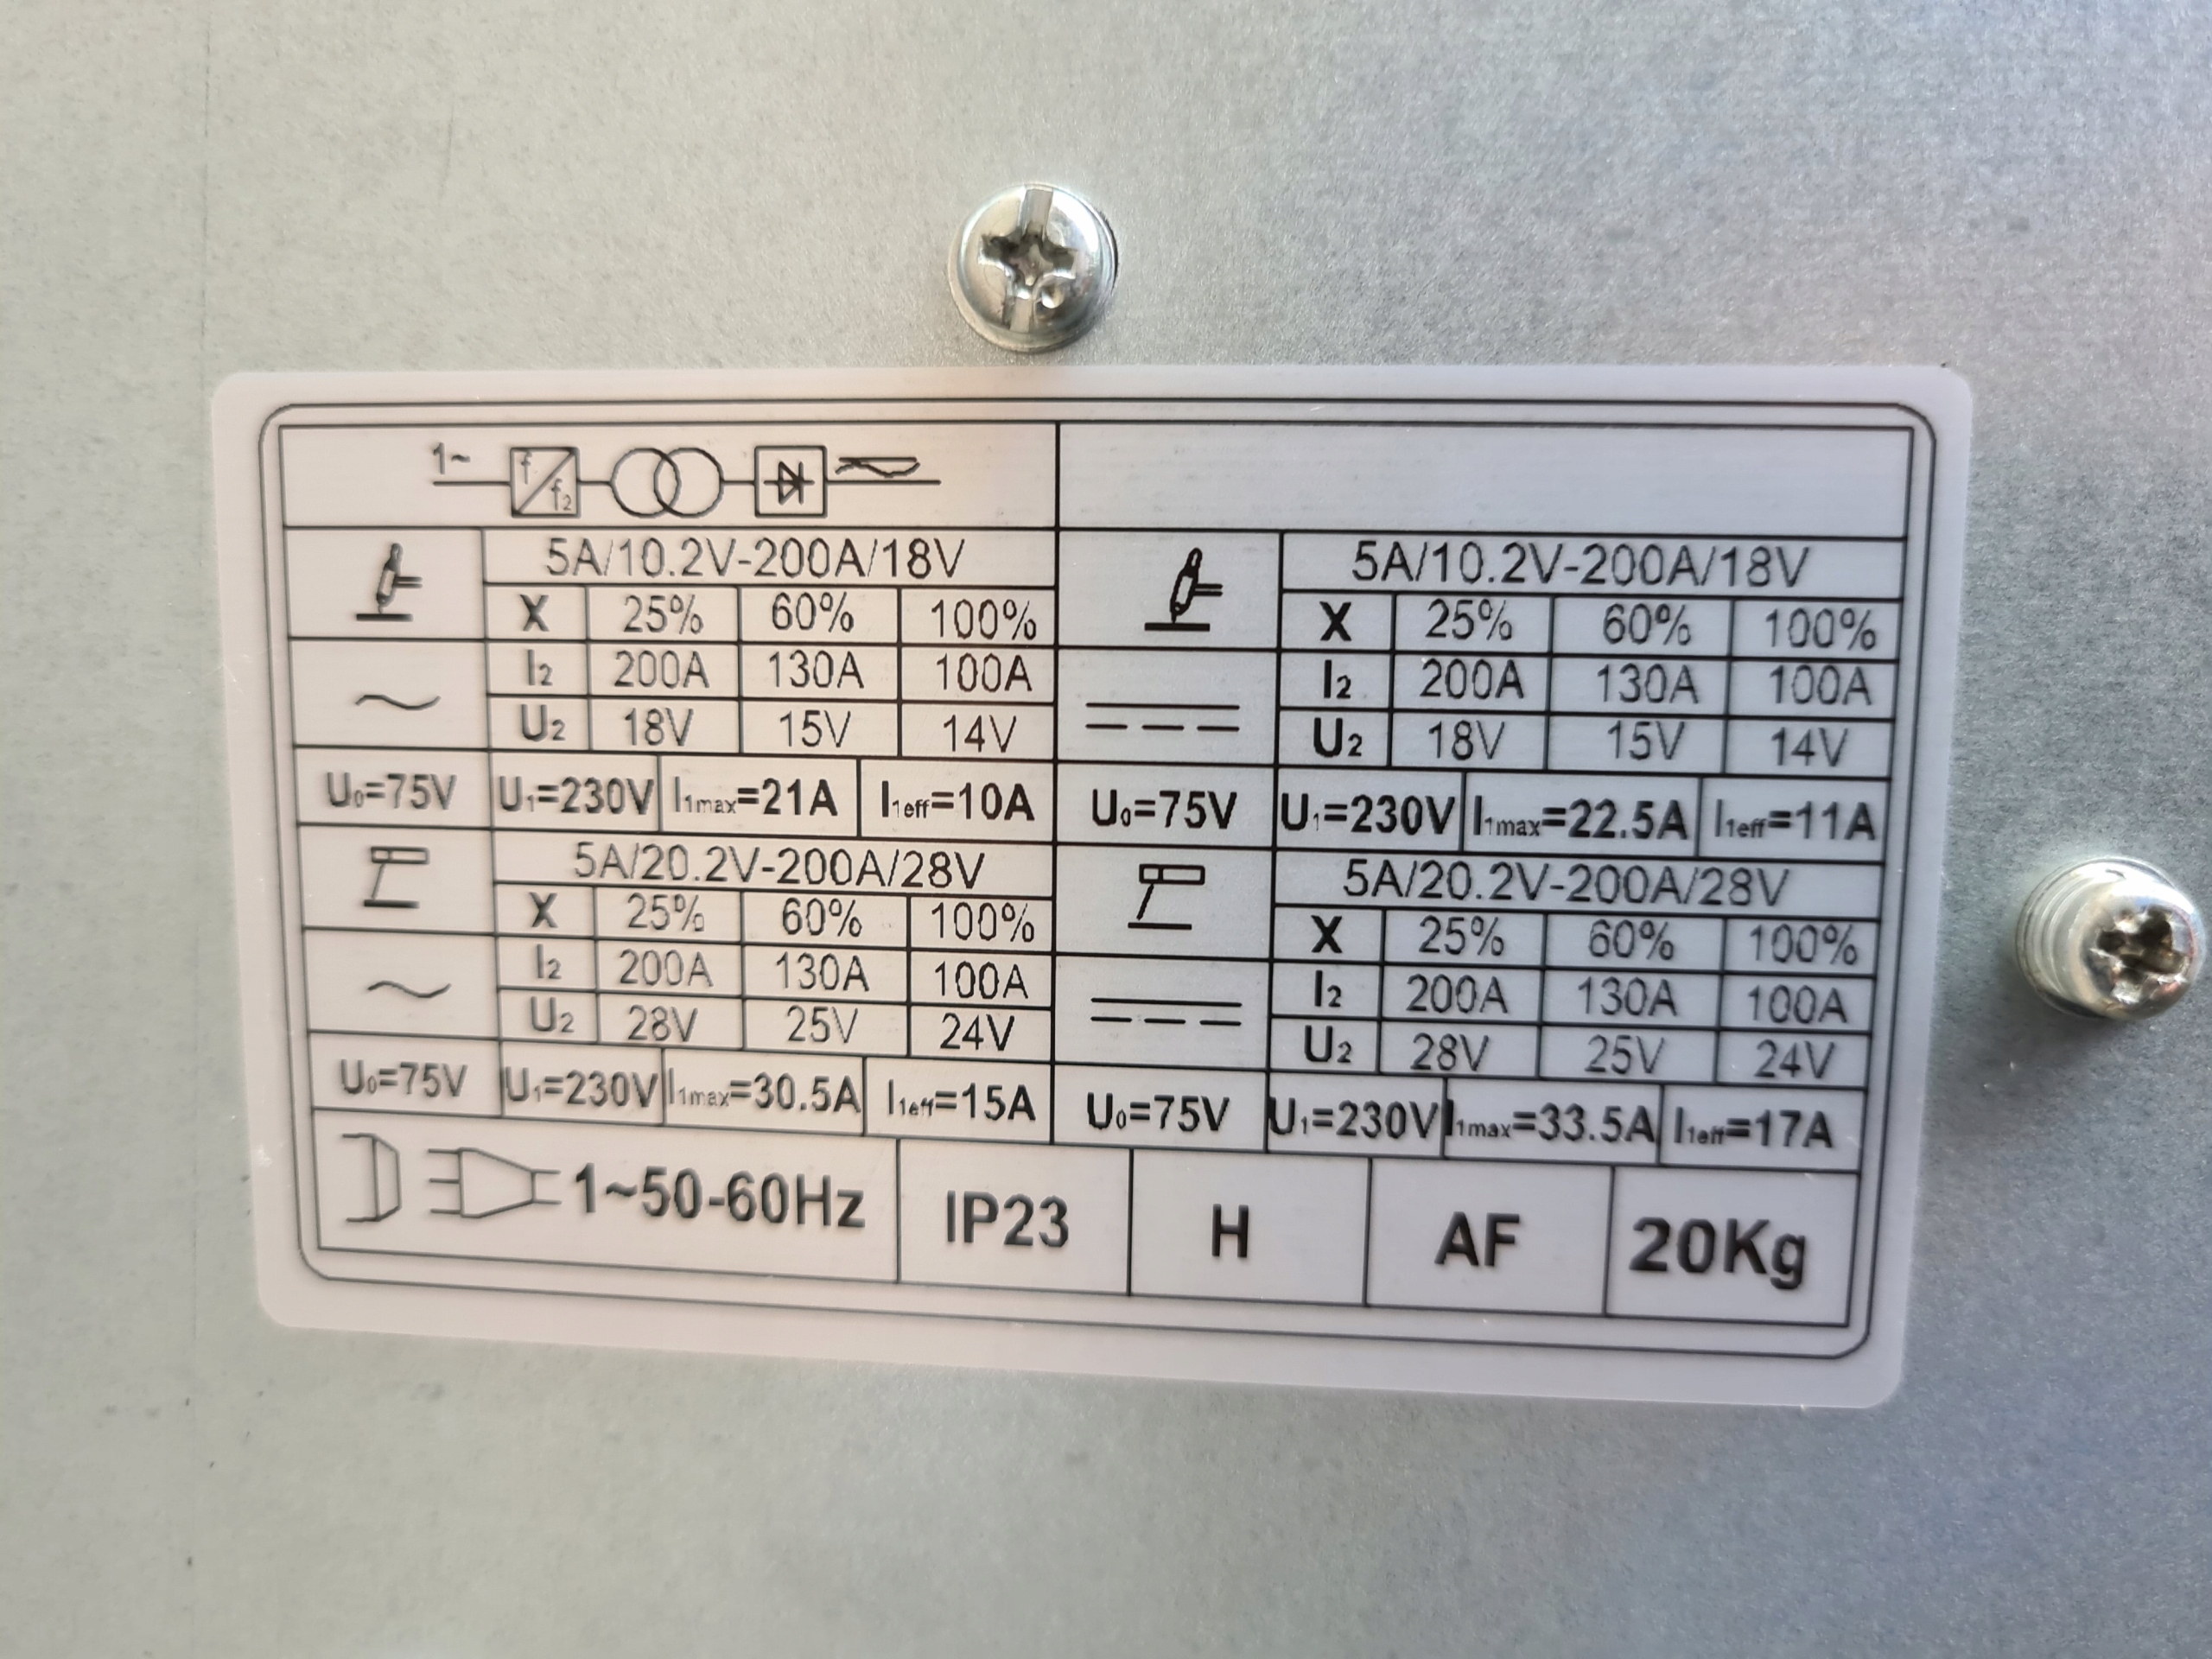 1~
f
f2
5A/10.2V-200A/18V
X 25% 60% 100%
I2 200A 130A 100A
U2 18V 15V 14V
U0=75V U1=230V I1max=21A I1eff=10A
5A/20.2V-200A/28V
X 25% 60% 100%
I2 200A 130A 100A
U2 28V 25V 24V
U0=75V U1=230V I1max=30.5A I1eff=15A
5A/10.2V-200A/18V
X 25% 60% 100%
I2 200A 130A 100A
U2 18V 15V 14V
U0=75V U1=230V I1max=22.5A I1eff=11A
5A/20.2V-200A/28V
X 25% 60% 100%
I2 200A 130A 100A
U2 28V 25V 24V
U0=75V U1=230V I1max=33.5A I1eff=17A
1~50-60Hz IP23 H AF 20Kg